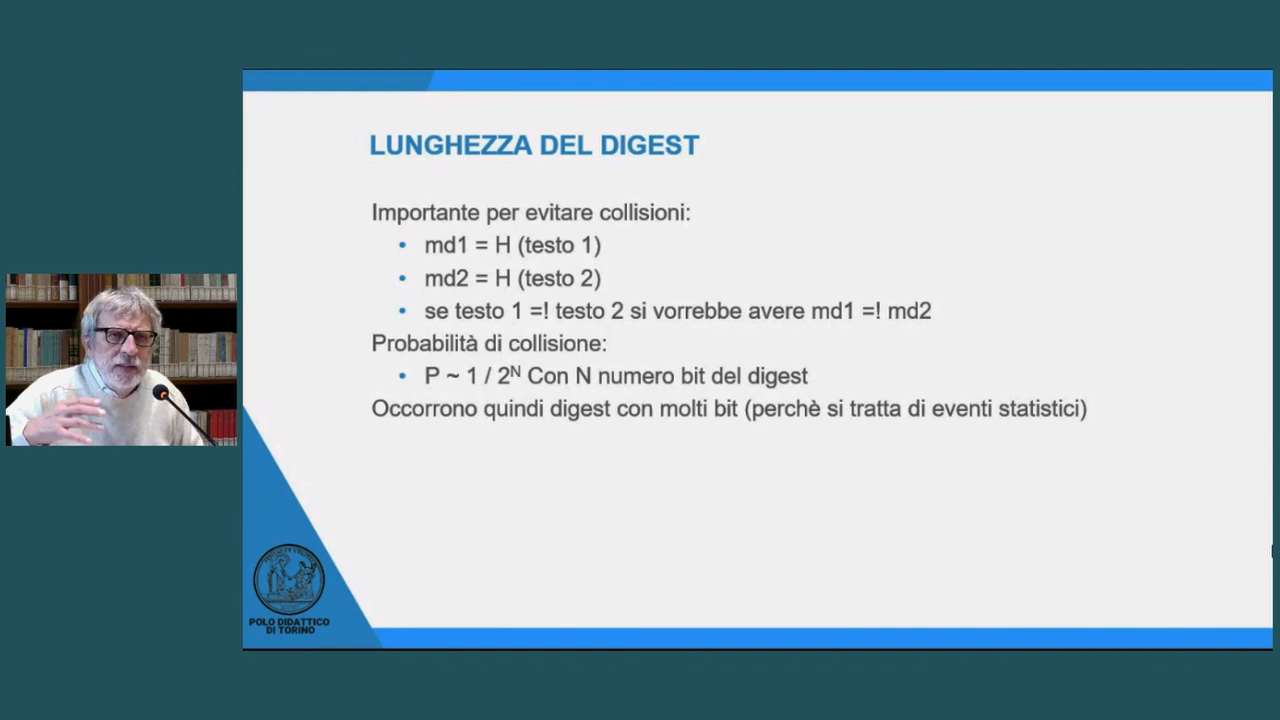 LUNGHEZZA DEL DIGEST
Importante per evitare collisioni:
• md1 = H (testo 1)
• md2 = H (testo 2)
• se testo 1 =! testo 2 si vorrebbe avere md1 =! md2
Probabilità di collisione:
• P ~ 1 / 2ᴺ Con N numero bit del digest
Occorrono quindi digest con molti bit (perchè si tratta di eventi statistici)
POLO DIDATTICO
DI TORINO